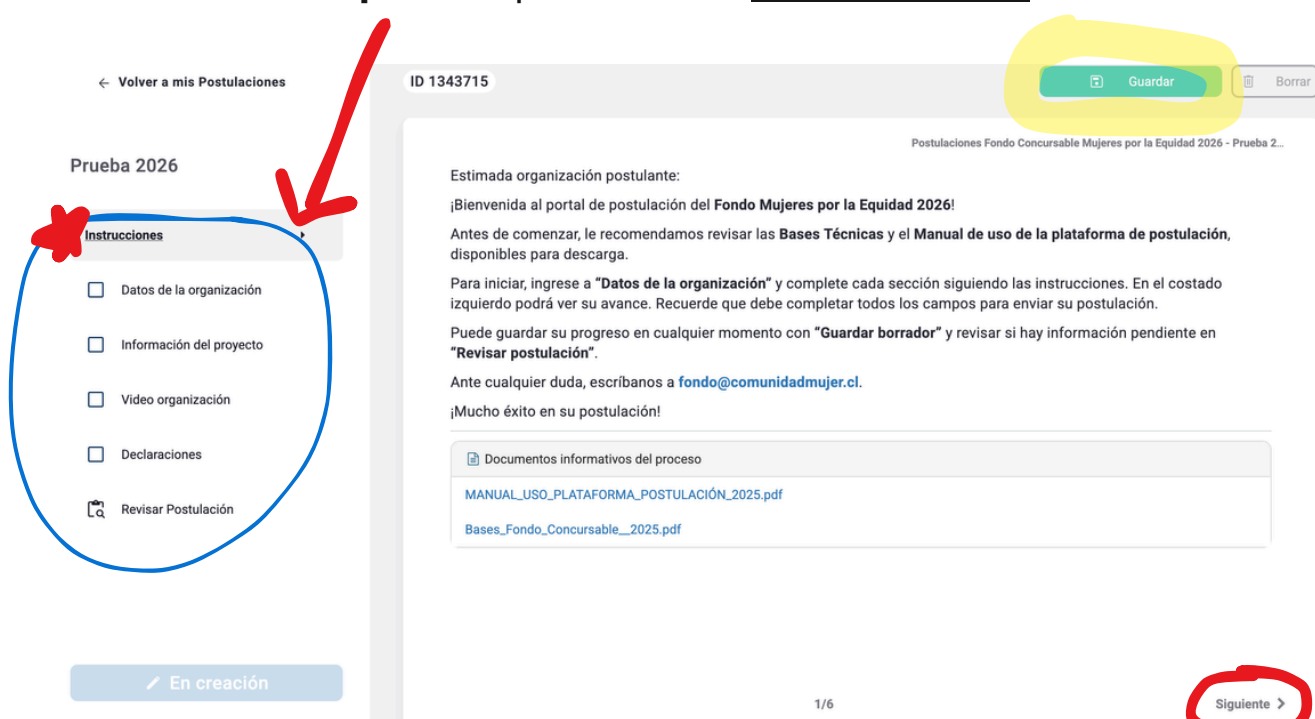 ← Volver a mis Postulaciones
ID 1343715
Guardar
Borrar
Prueba 2026
Postulaciones Fondo Concursable Mujeres por la Equidad 2026 - Prueba 2...
Instrucciones
Datos de la organización
Información del proyecto
Video organización
Declaraciones
Revisar Postulación
En creación
Estimada organización postulante:
¡Bienvenida al portal de postulación del Fondo Mujeres por la Equidad 2026!
Antes de comenzar, le recomendamos revisar las Bases Técnicas y el Manual de uso de la plataforma de postulación,
disponibles para descarga.
Para iniciar, ingrese a “Datos de la organización” y complete cada sección siguiendo las instrucciones. En el costado
izquierdo podrá ver su avance. Recuerde que debe completar todos los campos para enviar su postulación.
Puede guardar su progreso en cualquier momento con “Guardar borrador” y revisar si hay información pendiente en
“Revisar postulación”.
Ante cualquier duda, escríbanos a fondo@comunidadmujer.cl.
¡Mucho éxito en su postulación!
Documentos informativos del proceso
MANUAL_USO_PLATAFORMA_POSTULACIÓN_2025.pdf
Bases_Fondo_Concursable__2025.pdf
1/6
Siguiente >